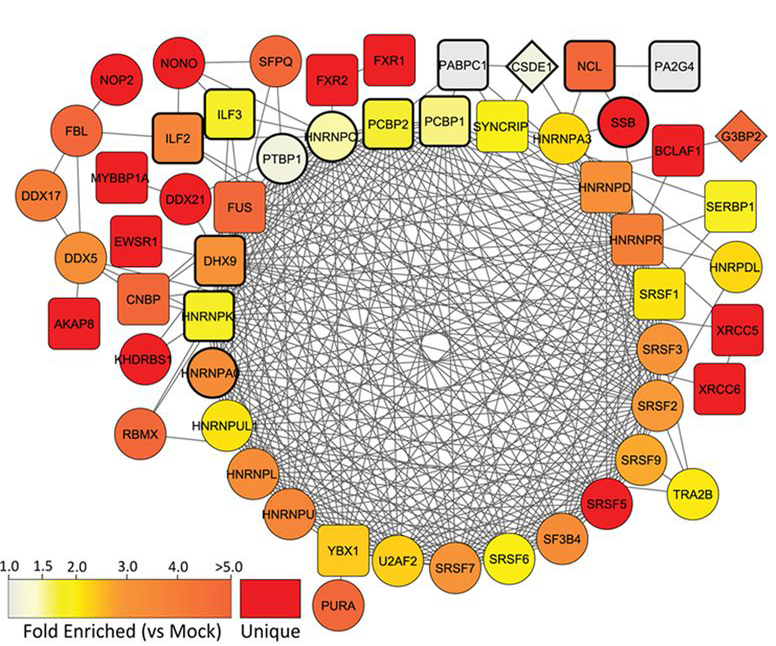 NONO
SFPQ
FXR2
FXR1
PABPC1
CSDE1
NCL
PA2G4
NOP2
FBL
ILF2
ILF3
PTBP1
HNRNPC
PCBP2
PCBP1
SYNCRIP
HNRNPA3
SSB
BCLAF1
G3BP2
MYBBP1A
DDX17
DDX21
FUS
HNRNPD
SERBP1
EWSR1
DDX5
DHX9
HNRNPR
HNRNPDL
CNBP
HNRNPK
SRSF1
AKAP8
KHDRBS1
XRCC5
SRSF3
HNRNPA0
XRCC6
RBMX
HNRNPUL1
SRSF2
HNRNPL
SRSF9
TRA2B
HNRNPU
SRSF5
YBX1
U2AF2
SRSF7
SRSF6
SF3B4
PURA
1.0 1.5 2.0 3.0 4.0 >5.0
Fold Enriched (vs Mock) Unique